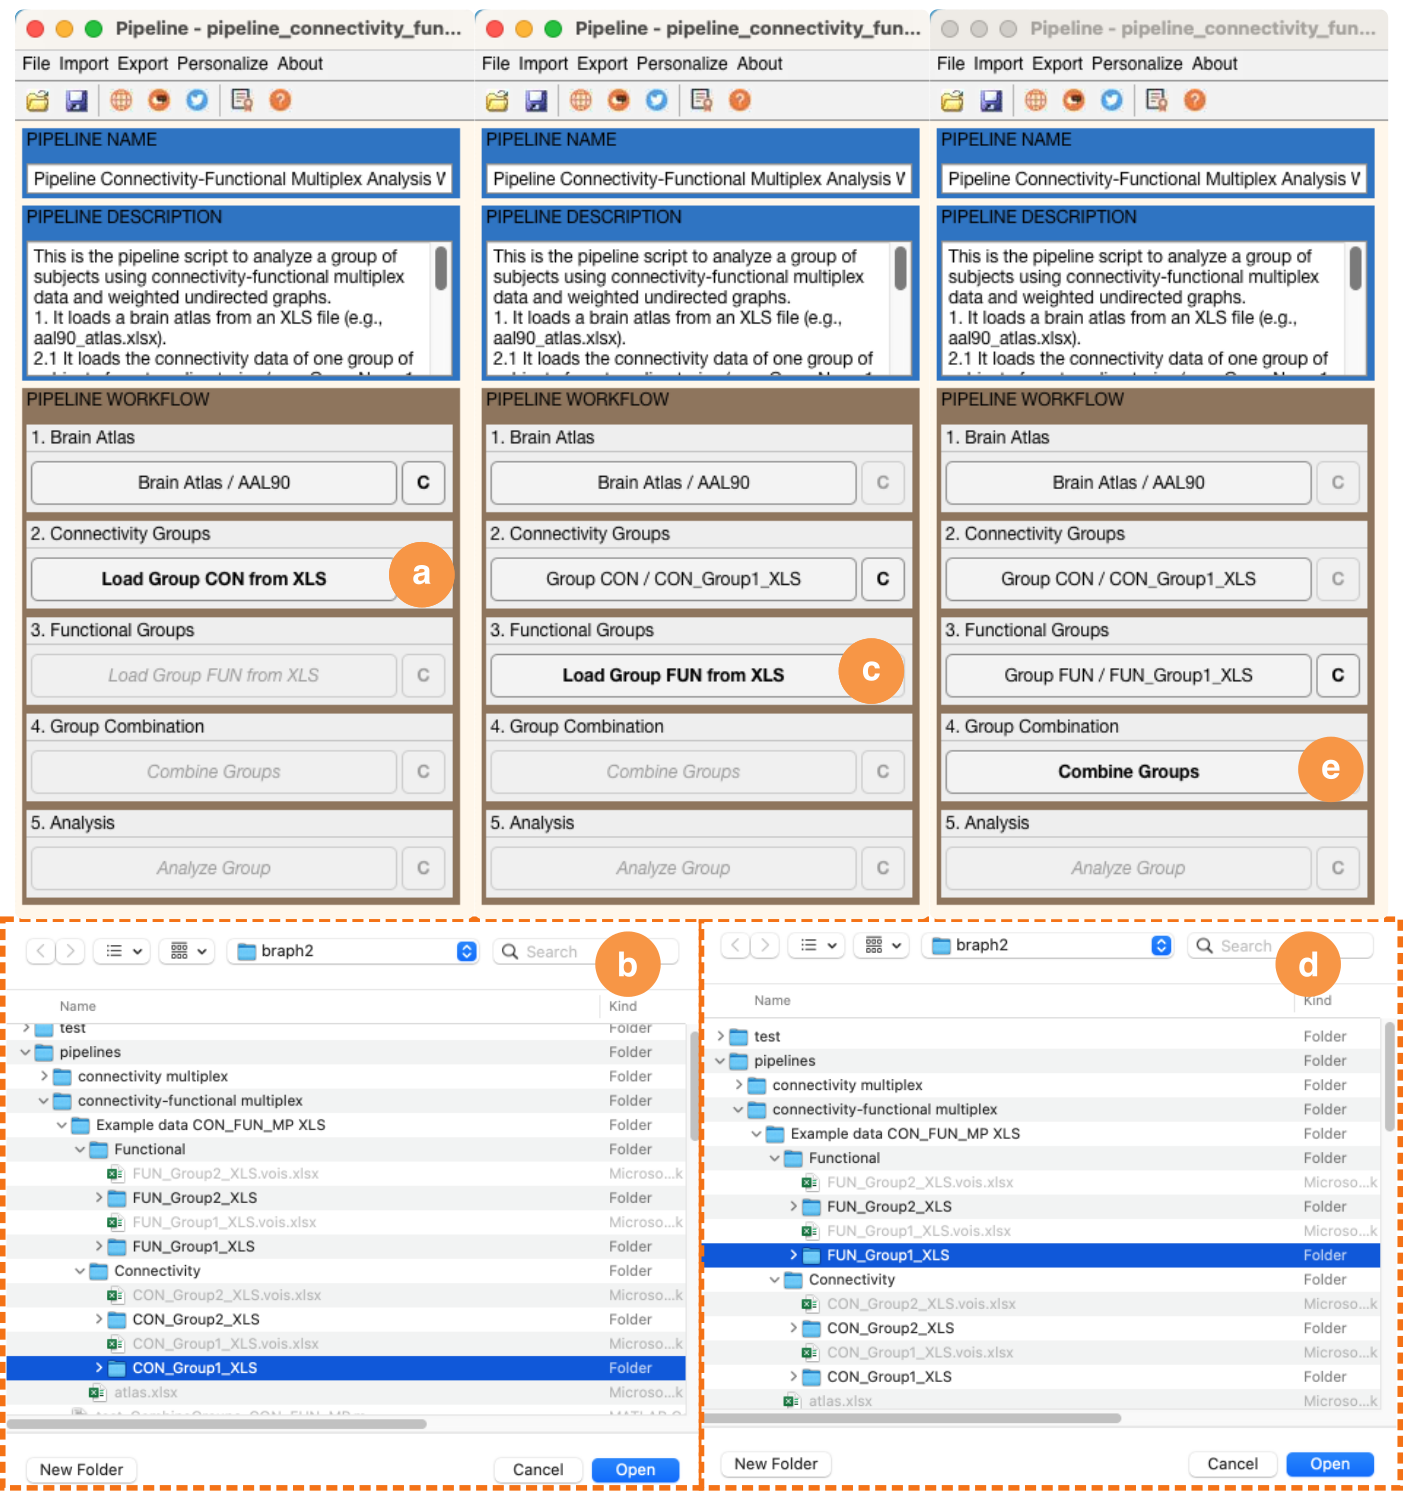 Pipeline - pipeline_connectivity_fun...
File Import Export Personalize About
PIPELINE NAME
Pipeline Connectivity-Functional Multiplex Analysis
PIPELINE DESCRIPTION
This is the pipeline script to analyze a group of
subjects using connectivity-functional multiplex
data and weighted undirected graphs.
1. It loads a brain atlas from an XLS file (e.g.,
aal90_atlas.xlsx).
2.1 It loads the connectivity data of one group of
PIPELINE WORKFLOW
1. Brain Atlas
Brain Atlas / AAL90 C
2. Connectivity Groups
Load Group CON from XLS a
3. Functional Groups
Load Group FUN from XLS C
4. Group Combination
Combine Groups C
5. Analysis
Analyze Group C
Pipeline - pipeline_connectivity_fun...
File Import Export Personalize About
PIPELINE NAME
Pipeline Connectivity-Functional Multiplex Analysis
PIPELINE DESCRIPTION
This is the pipeline script to analyze a group of
subjects using connectivity-functional multiplex
data and weighted undirected graphs.
1. It loads a brain atlas from an XLS file (e.g.,
aal90_atlas.xlsx).
2.1 It loads the connectivity data of one group of
PIPELINE WORKFLOW
1. Brain Atlas
Brain Atlas / AAL90 C
2. Connectivity Groups
Group CON / CON_Group1_XLS C
3. Functional Groups
Load Group FUN from XLS c
4. Group Combination
Combine Groups C
5. Analysis
Analyze Group C
Pipeline - pipeline_connectivity_fun...
File Import Export Personalize About
PIPELINE NAME
Pipeline Connectivity-Functional Multiplex Analysis
PIPELINE DESCRIPTION
This is the pipeline script to analyze a group of
subjects using connectivity-functional multiplex
data and weighted undirected graphs.
1. It loads a brain atlas from an XLS file (e.g.,
aal90_atlas.xlsx).
2.1 It loads the connectivity data of one group of
PIPELINE WORKFLOW
1. Brain Atlas
Brain Atlas / AAL90 C
2. Connectivity Groups
Group CON / CON_Group1_XLS C
3. Functional Groups
Group FUN / FUN_Group1_XLS C
4. Group Combination
Combine Groups e
5. Analysis
Analyze Group C
braph2 Search b
Name Kind
test Folder
pipelines Folder
connectivity multiplex Folder
connectivity-functional multiplex Folder
Example data CON_FUN_MP XLS Folder
Functional Folder
FUN_Group2_XLS.vois.xlsx Microso...k
FUN_Group2_XLS Folder
FUN_Group1_XLS.vois.xlsx Microso...k
FUN_Group1_XLS Folder
Connectivity Folder
CON_Group2_XLS.vois.xlsx Microso...k
CON_Group2_XLS Folder
CON_Group1_XLS.vois.xlsx Microso...k
CON_Group1_XLS Folder
atlas.xlsx Microso...k
New Folder Cancel Open
braph2 Search d
Name Kind
test Folder
pipelines Folder
connectivity multiplex Folder
connectivity-functional multiplex Folder
Example data CON_FUN_MP XLS Folder
Functional Folder
FUN_Group2_XLS.vois.xlsx Microso...k
FUN_Group2_XLS Folder
FUN_Group1_XLS.vois.xlsx Microso...k
FUN_Group1_XLS Folder
Connectivity Folder
CON_Group2_XLS.vois.xlsx Microso...k
CON_Group2_XLS Folder
CON_Group1_XLS.vois.xlsx Microso...k
CON_Group1_XLS Folder
atlas.xlsx Microso...k
New Folder Cancel Open